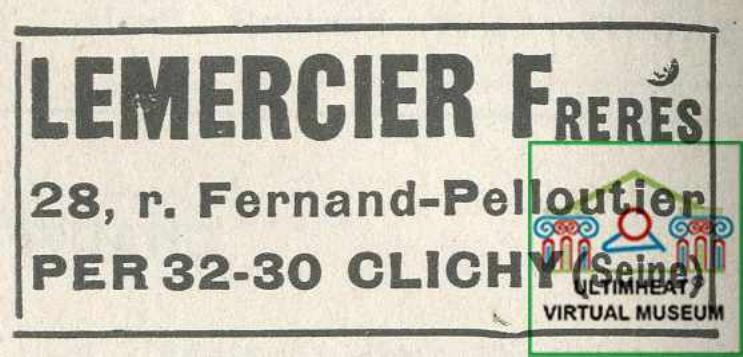 LEMERCIER FRERES
28, r. Fernand-Pelloutier
PER 32-30 CLICHY (Seine)
ULTIMHEAT
VIRTUAL MUSEUM